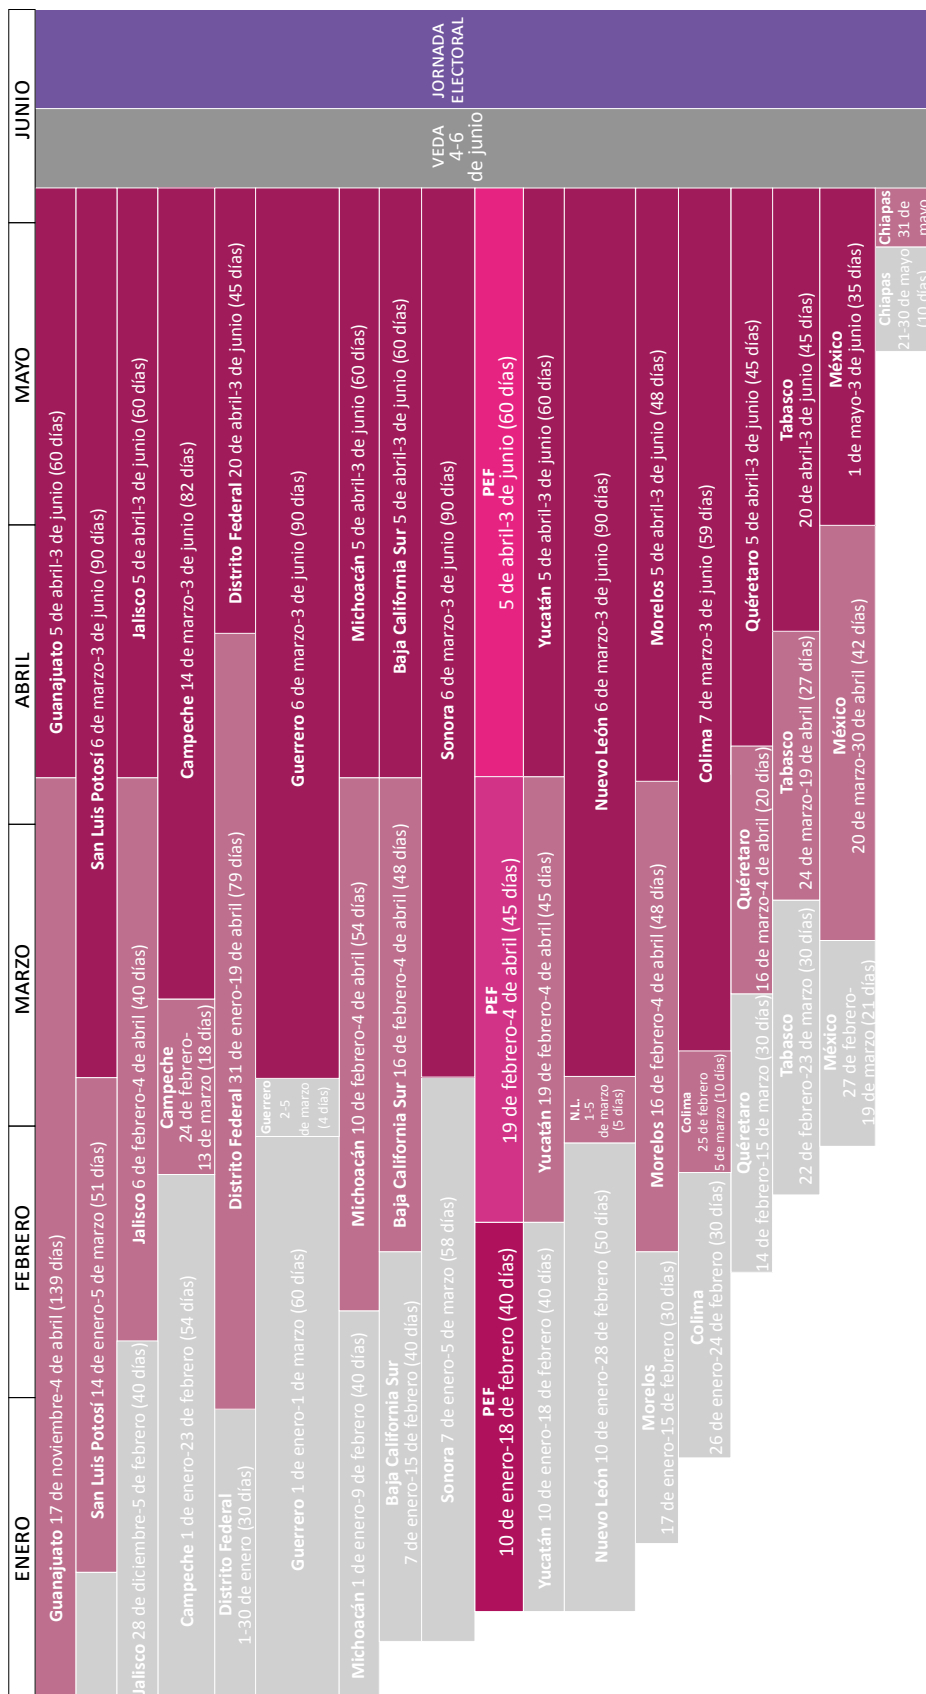 ENERO
FEBRERO
MARZO
ABRIL
MAYO
JUNIO
Guanajuato 17 de noviembre-4 de abril (139 días)
Guanajuato 5 de abril-3 de junio (60 días)
San Luis Potosí 14 de enero-5 de marzo (51 días)
San Luis Potosí 6 de marzo-3 de junio (90 días)
Jalisco 28 de diciembre-5 de febrero (40 días)
Jalisco 6 de febrero-4 de abril (40 días)
Jalisco 5 de abril-3 de junio (60 días)
Campeche 1 de enero-23 de febrero (54 días)
Campeche
24 de febrero-
13 de marzo (18 días)
Campeche 14 de marzo-3 de junio (82 días)
Distrito Federal
1-30 de enero (30 días)
Distrito Federal 31 de enero-19 de abril (79 días)
Distrito Federal 20 de abril-3 de junio (45 días)
Guerrero 1 de enero-1 de marzo (60 días)
Guerrero
2-5
de marzo
(4 días)
Guerrero 6 de marzo-3 de junio (90 días)
Michoacán 1 de enero-9 de febrero (40 días)
Michoacán 10 de febrero-4 de abril (54 días)
Michoacán 5 de abril-3 de junio (60 días)
Baja California Sur
7 de enero-15 de febrero (40 días)
Baja California Sur 16 de febrero-4 de abril (48 días)
Baja California Sur 5 de abril-3 de junio (60 días)
Sonora 7 de enero-5 de marzo (58 días)
Sonora 6 de marzo-3 de junio (90 días)
PEF
10 de enero-18 de febrero (40 días)
PEF
19 de febrero-4 de abril (45 días)
PEF
5 de abril-3 de junio (60 días)
Yucatán 10 de enero-18 de febrero (40 días)
Yucatán 19 de febrero-4 de abril (45 días)
Yucatán 5 de abril-3 de junio (60 días)
Nuevo León 10 de enero-28 de febrero (50 días)
N.L.
1-5
de marzo
(5 días)
Nuevo León 6 de marzo-3 de junio (90 días)
Morelos
17 de enero-15 de febrero (30 días)
Morelos 16 de febrero-4 de abril (48 días)
Morelos 5 de abril-3 de junio (48 días)
Colima
26 de enero-24 de febrero (30 días)
Colima
25 de febrero
5 de marzo (10 días)
Colima 7 de marzo-3 de junio (59 días)
Quéretaro
14 de febrero-15 de marzo (30 días)
Quéretaro
16 de marzo-4 de abril (20 días)
Quéretaro 5 de abril-3 de junio (45 días)
Tabasco
22 de febrero-23 de marzo (30 días)
Tabasco
24 de marzo-19 de abril (27 días)
Tabasco
20 de abril-3 de junio (45 días)
México
27 de febrero-
19 de marzo (21 días)
México
20 de marzo-30 de abril (42 días)
México
1 de mayo-3 de junio (35 días)
Chiapas
21-30 de mayo
(10 días)
Chiapas
31 de
mayo
VEDA
4-6
de junio
JORNADA
ELECTORAL